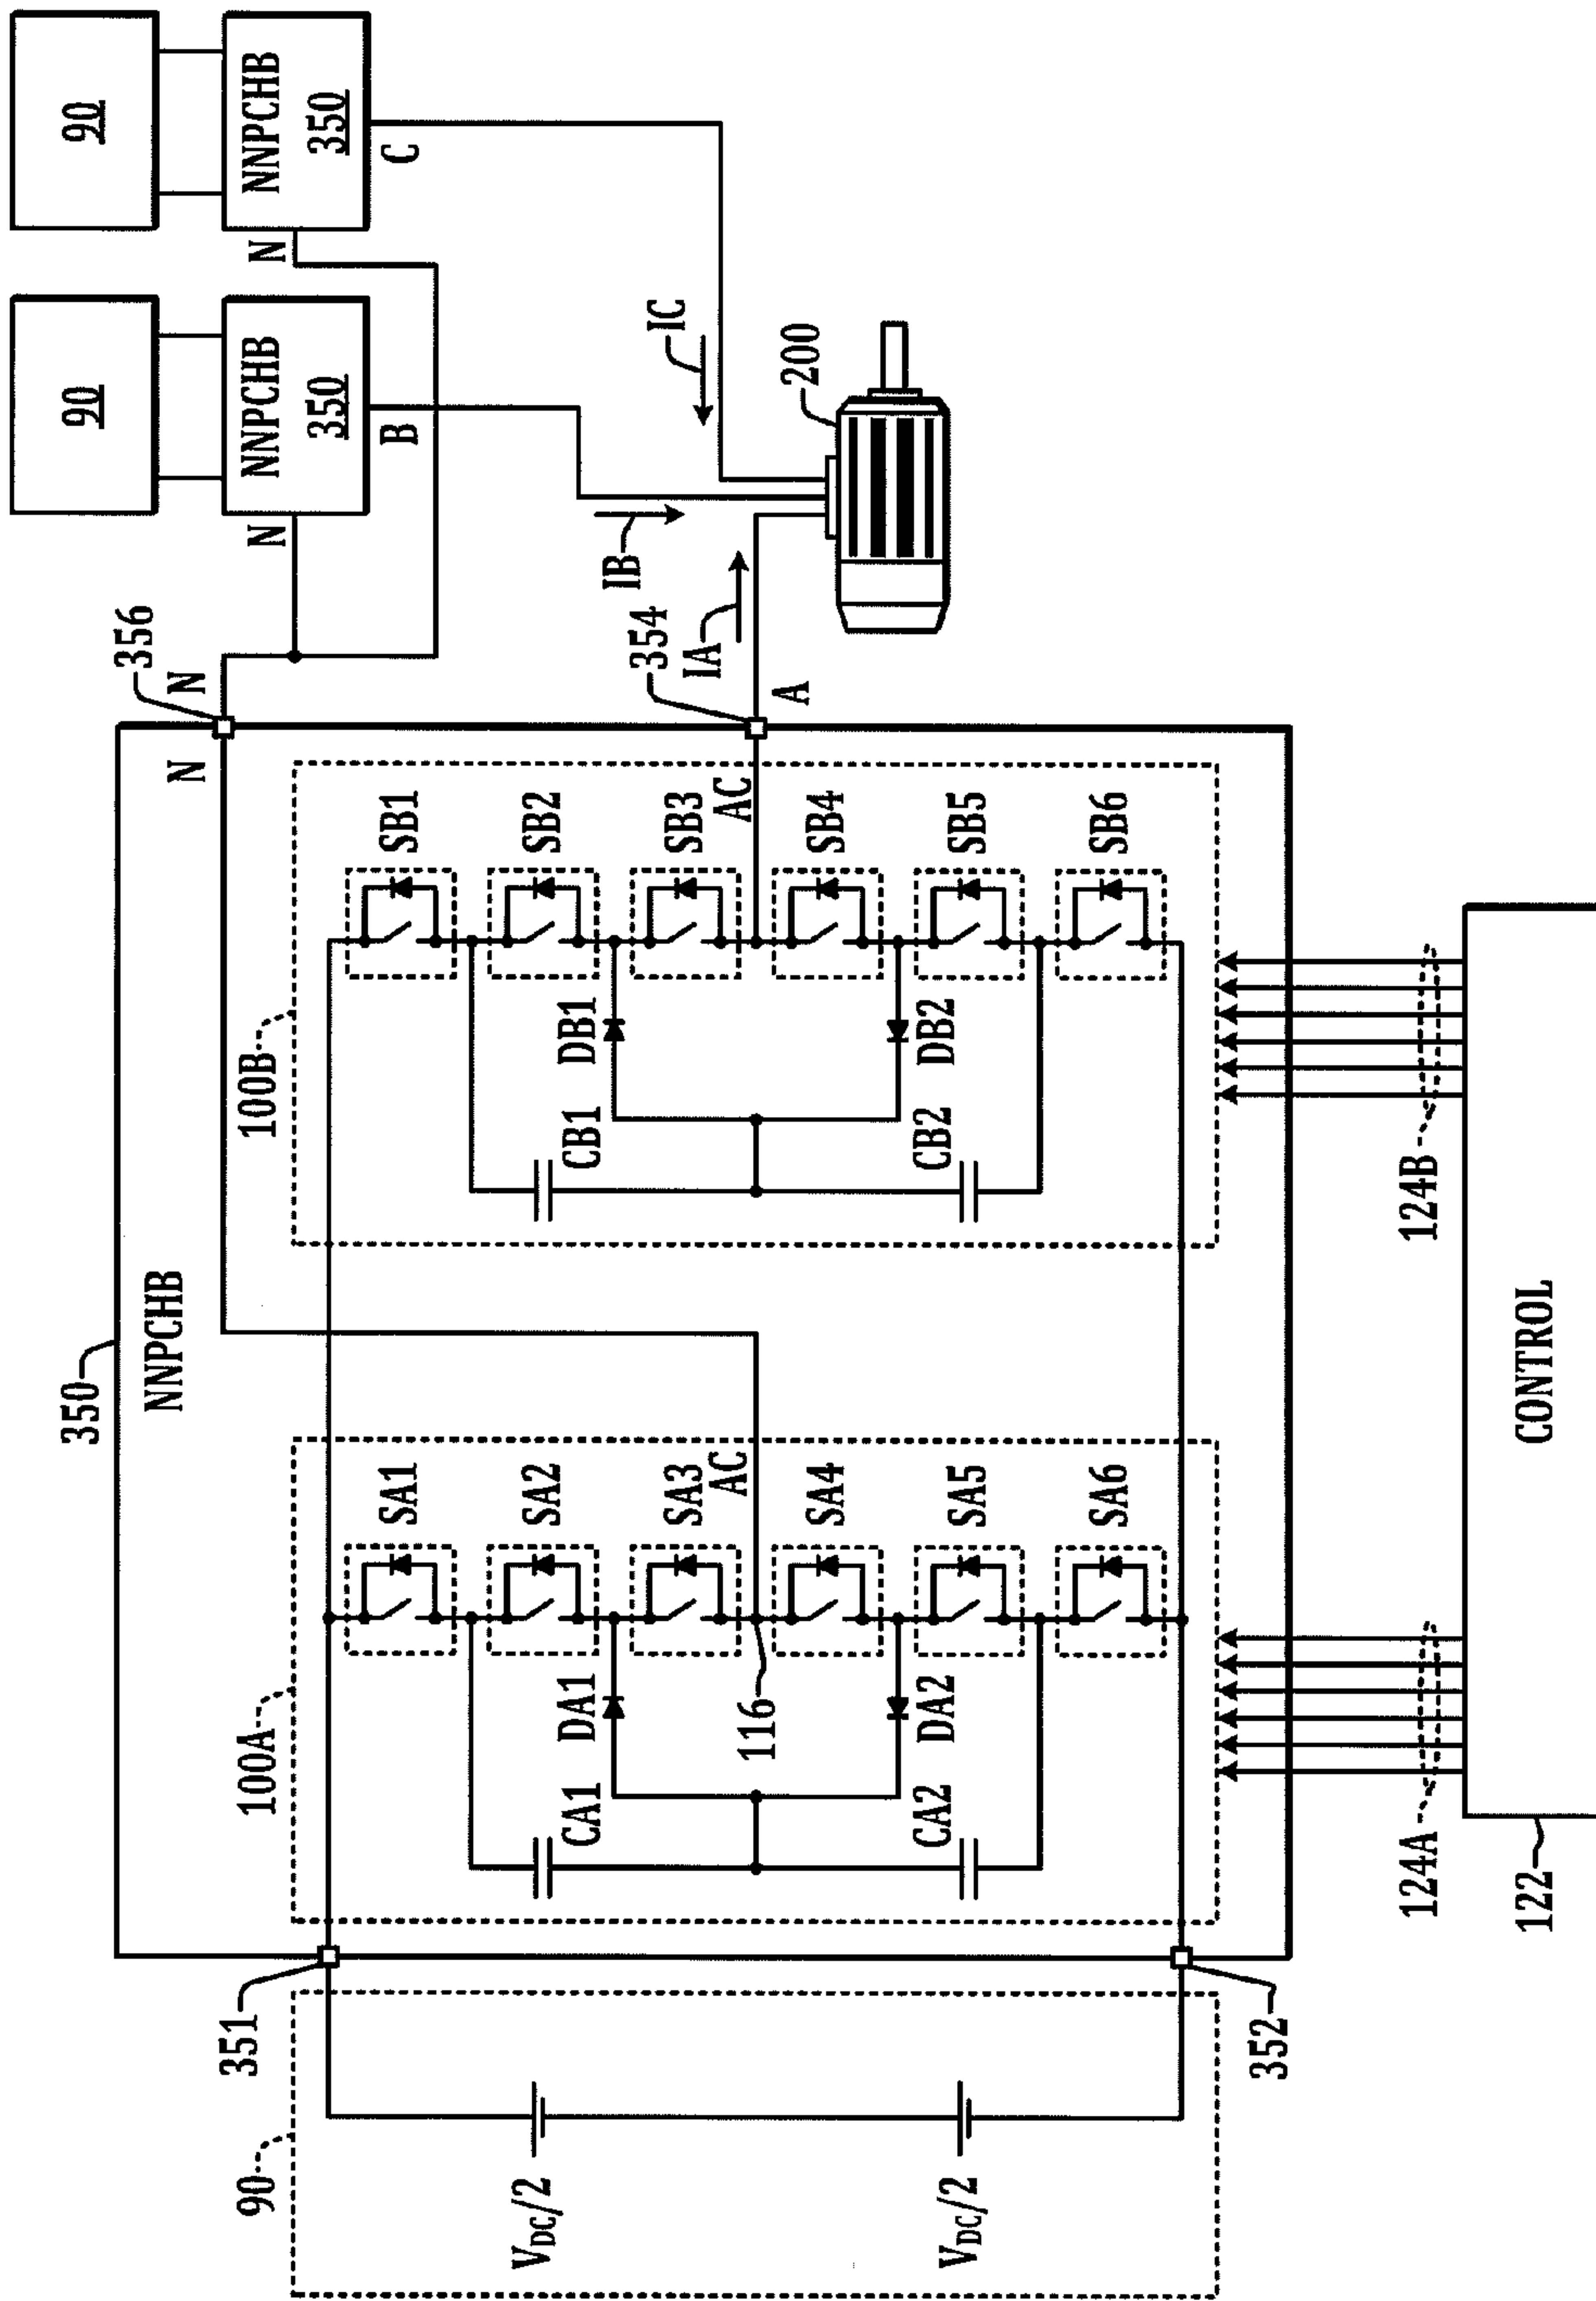 90
90
NNPCHB
350
NNPCHB
350
N
N
B
C
356
N
N
350
NNPCHB
100A
100B
SA1
SA2
SA3
AC
SA4
SA5
SA6
CA1
DA1
116
CA2
DA2
SB1
SB2
SB3
AC
SB4
SB5
SB6
CB1
DB1
CB2
DB2
354
A
IA
IB
IC
200
90
351
352
VDC/2
VDC/2
124A
124B
122
CONTROL